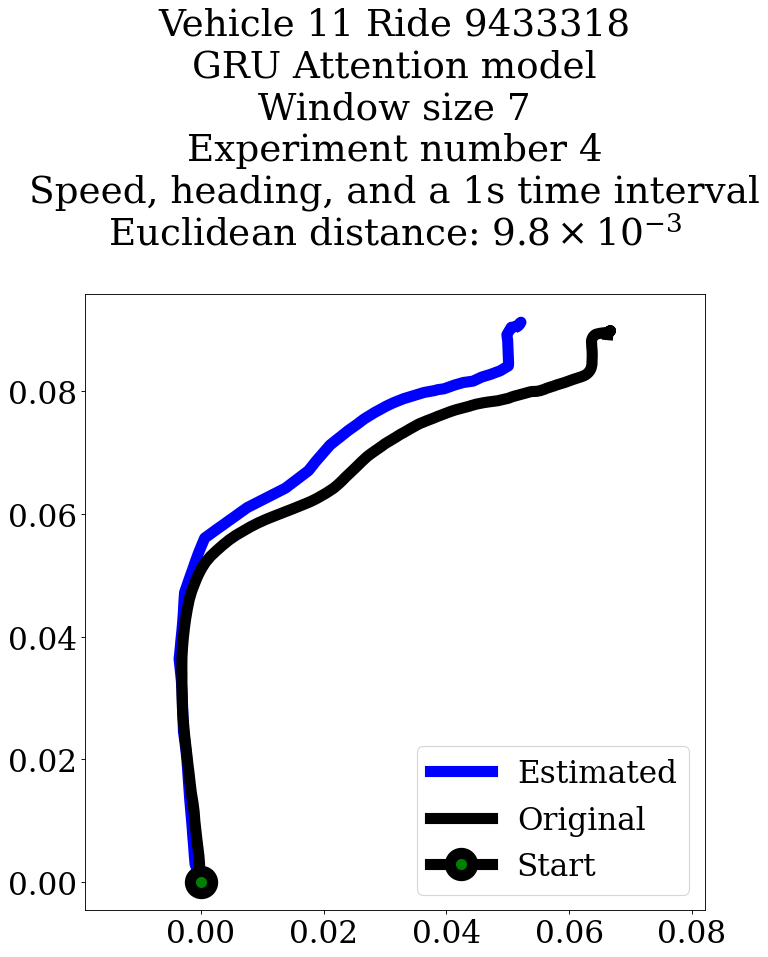 Vehicle 11 Ride 9433318
GRU Attention model
Window size 7
Experiment number 4
Speed, heading, and a 1s time interval
Euclidean distance: 9.8 × 10⁻³
0.08
0.06
0.04
0.02
0.00
Estimated
Original
Start
0.00 0.02 0.04 0.06 0.08